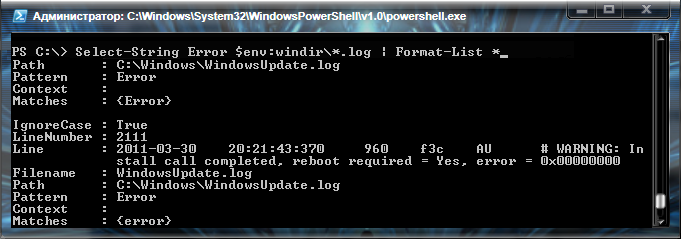 Администратор: C:\Windows\System32\WindowsPowerShell\v1.0\powershell.exe
PS C:\> Select-String Error $env:windir\*.log | Format-List *
Path        : C:\Windows\WindowsUpdate.log
Pattern     : Error
Context     :
Matches     : {Error}
IgnoreCase : True
LineNumber : 2111
Line        : 2011-03-30    20:21:43:370    960    f3c    AU    # WARNING: In
stall call completed, reboot required = Yes, error = 0x00000000
Filename    : WindowsUpdate.log
Path        : C:\Windows\WindowsUpdate.log
Pattern     : Error
Context     :
Matches     : {error}